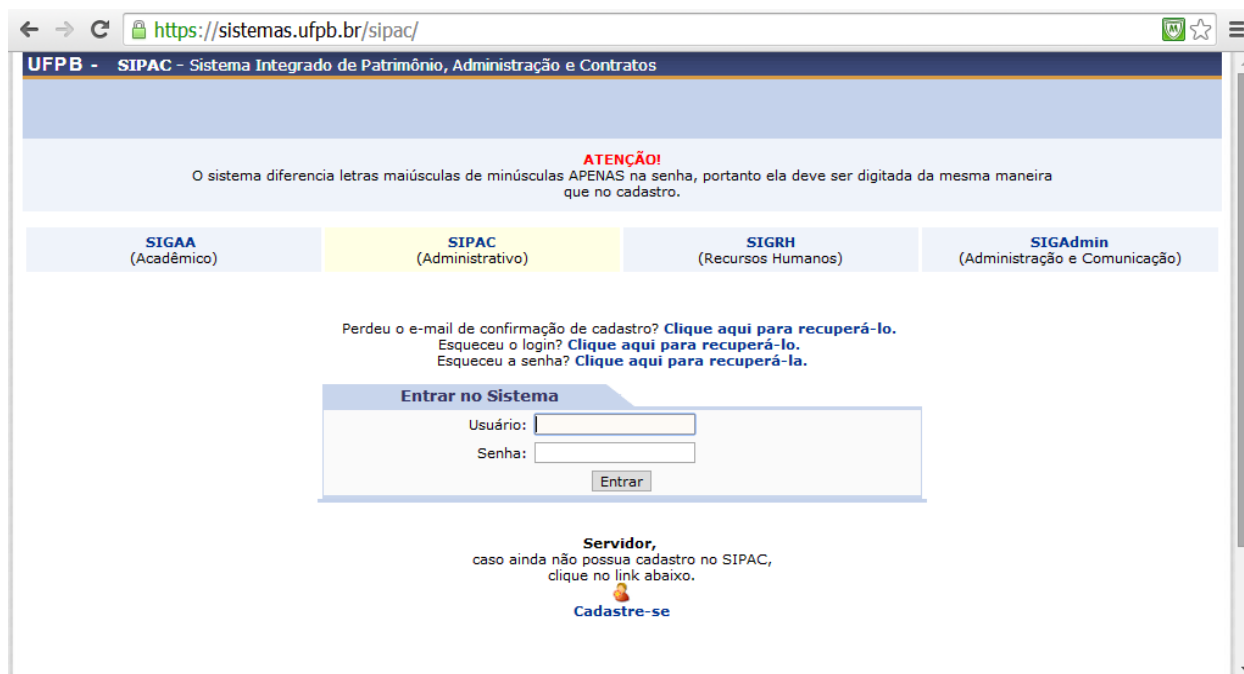 https://sistemas.ufpb.br/sipac/
UFPB - SIPAC – Sistema Integrado de Patrimônio, Administração e Contratos
ATENÇÃO!
O sistema diferencia letras maiúsculas de minúsculas APENAS na senha, portanto ela deve ser digitada da mesma maneira
que no cadastro.
SIGAA
(Acadêmico)
SIPAC
(Administrativo)
SIGRH
(Recursos Humanos)
SIGAdmin
(Administração e Comunicação)
Perdeu o e-mail de confirmação de cadastro? Clique aqui para recuperá-lo.
Esqueceu o login? Clique aqui para recuperá-lo.
Esqueceu a senha? Clique aqui para recuperá-la.
Entrar no Sistema
Usuário:
Senha:
Entrar
Servidor,
caso ainda não possua cadastro no SIPAC,
clique no link abaixo.
Cadastre-se